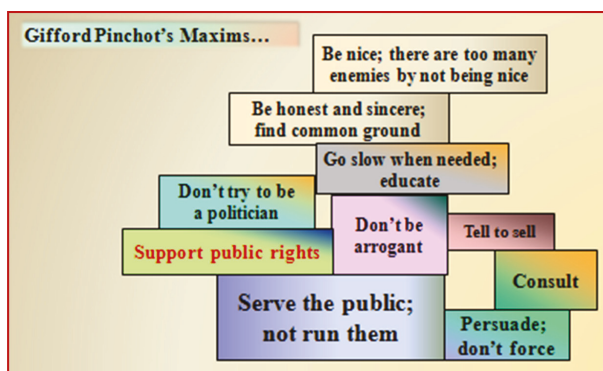 Gifford Pinchot's Maxims…
Be nice; there are too many
enemies by not being nice
Be honest and sincere;
find common ground
Go slow when needed;
educate
Don't try to be
a politician
Don't be
arrogant
Tell to sell
Support public rights
Consult
Serve the public;
not run them
Persuade;
don't force